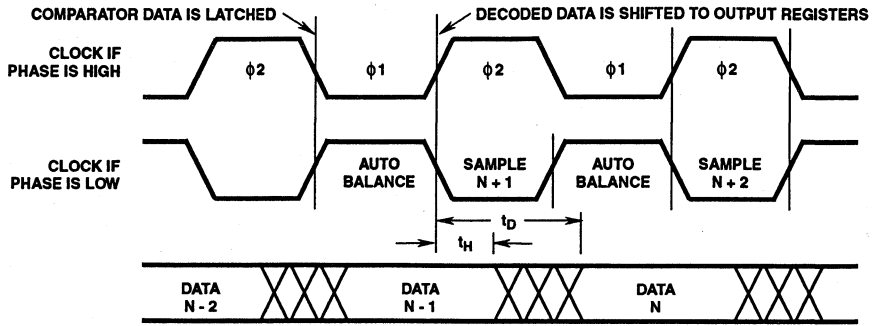 COMPARATOR DATA IS LATCHED
DECODED DATA IS SHIFTED TO OUTPUT REGISTERS
CLOCK IF
PHASE IS HIGH
ϕ2
ϕ1
ϕ2
ϕ1
ϕ2
CLOCK IF
PHASE IS LOW
AUTO
BALANCE
SAMPLE
N + 1
AUTO
BALANCE
SAMPLE
N + 2
tD
tH
DATA
N - 2
DATA
N - 1
DATA
N